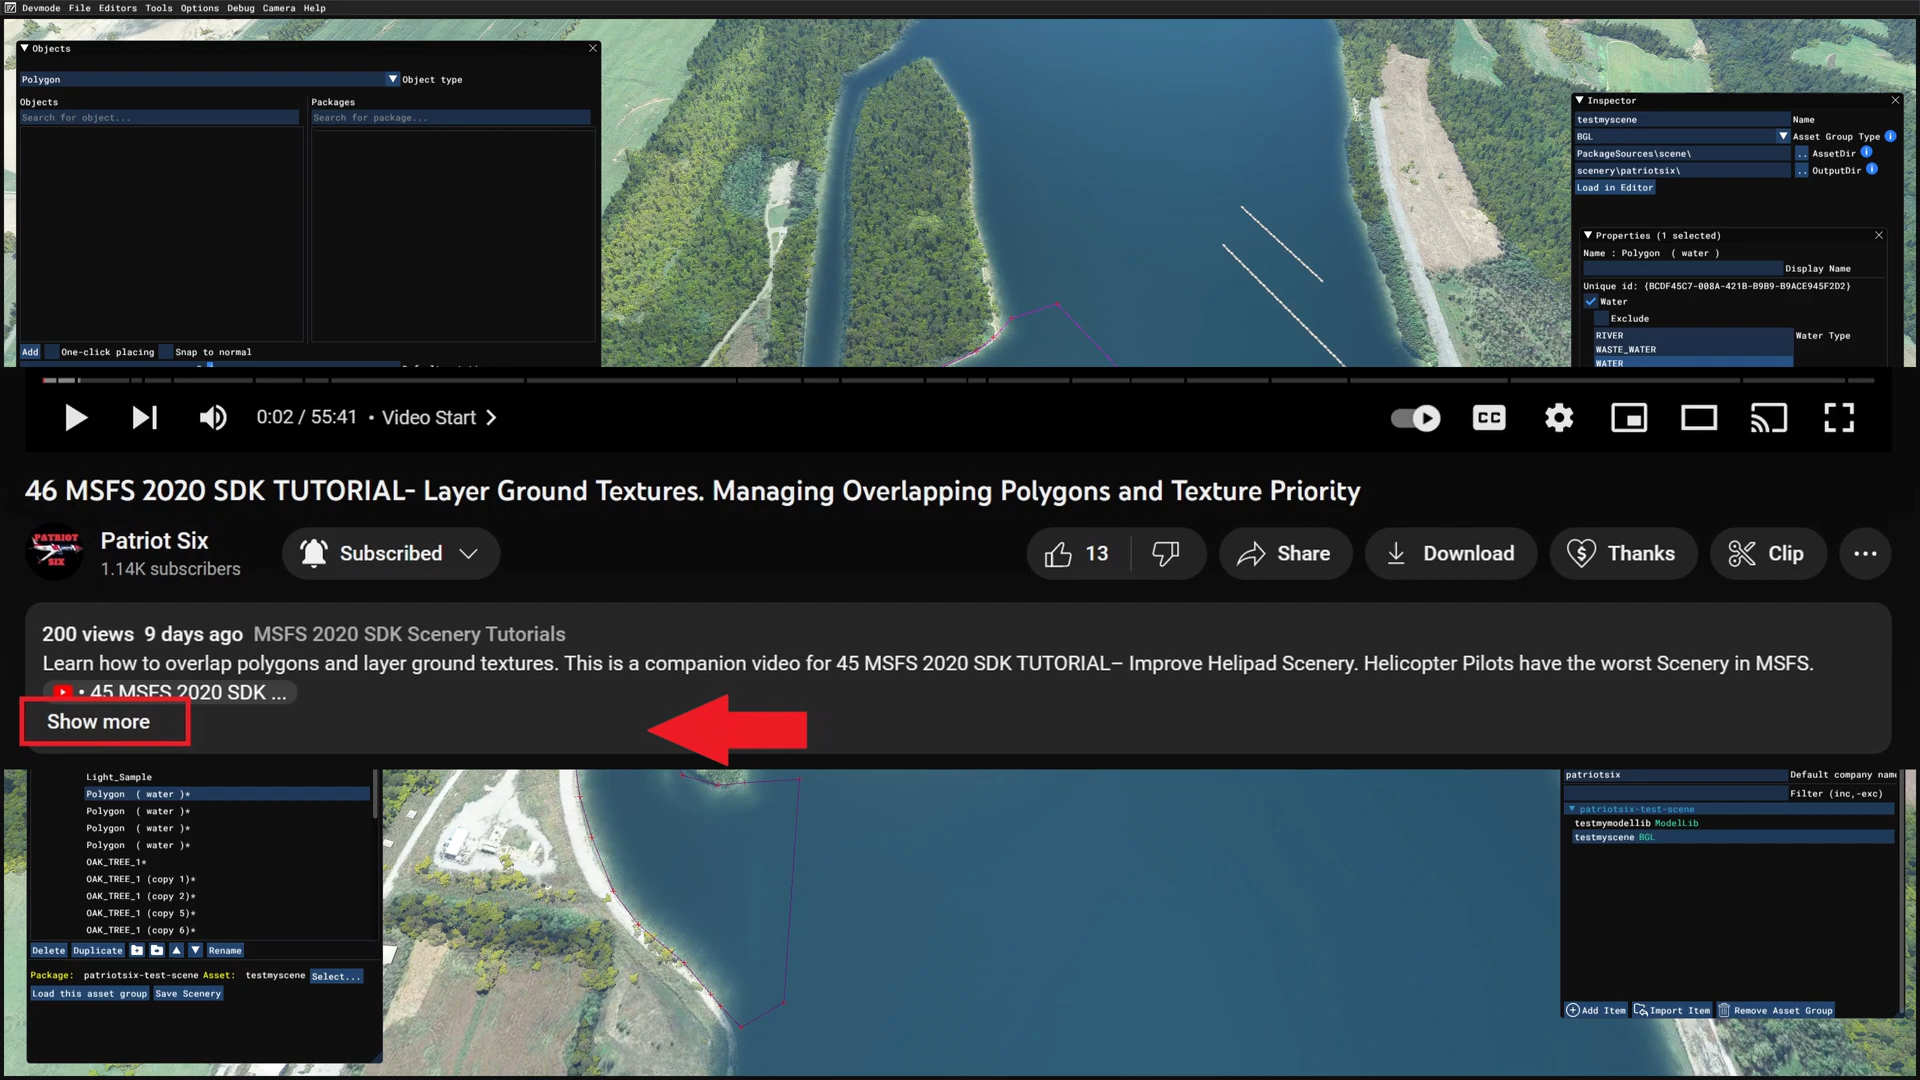 Devmode File Editors Tools Options Debug Camera Help
Objects
Polygon Object type
Objects Packages
Search for object... Search for package...
Add One-click placing Snap to normal
Inspector
testmyscene Name
BGL Asset Group Type
PackageSources\scene\ .. AssetDir
scenery\patriotsix\ .. OutputDir
Load in Editor
Properties (1 selected)
Name : Polygon ( water )
Display Name
Unique id: {BCDF45C7-008A-421B-B9B9-B9ACE945F2D2}
Water
Exclude
RIVER Water Type
WASTE_WATER
WATER
0:02 / 55:41 • Video Start
CC
46 MSFS 2020 SDK TUTORIAL- Layer Ground Textures. Managing Overlapping Polygons and Texture Priority
PATRIOT
SIX
Patriot Six
1.14K subscribers
Subscribed
13
Share
Download
Thanks
Clip
200 views 9 days ago MSFS 2020 SDK Scenery Tutorials
Learn how to overlap polygons and layer ground textures. This is a companion video for 45 MSFS 2020 SDK TUTORIAL– Improve Helipad Scenery. Helicopter Pilots have the worst Scenery in MSFS.
• 45 MSFS 2020 SDK ...
Show more
Light_Sample
Polygon ( water )*
Polygon ( water )*
Polygon ( water )*
Polygon ( water )*
OAK_TREE_1*
OAK_TREE_1 (copy 1)*
OAK_TREE_1 (copy 2)*
OAK_TREE_1 (copy 5)*
OAK_TREE_1 (copy 6)*
Delete Duplicate Rename
Package: patriotsix-test-scene Asset: testmyscene Select...
Load this asset group Save Scenery
patriotsix Default company name
Filter (inc,-exc)
patriotsix-test-scene
testmymodellib ModelLib
testmyscene BGL
Add Item Import Item Remove Asset Group